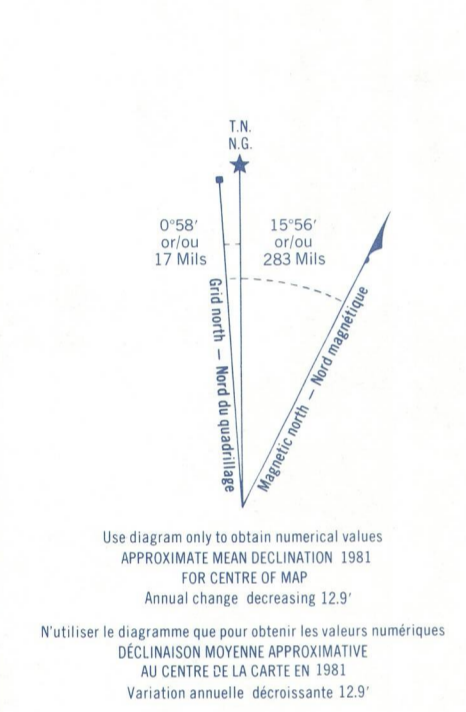 T.N.
N.G.
0°58′
or/ou
17 Mils
15°56′
or/ou
283 Mils
Grid north — Nord du quadrillage
Magnetic north — Nord magnétique
Use diagram only to obtain numerical values
APPROXIMATE MEAN DECLINATION 1981
FOR CENTRE OF MAP
Annual change decreasing 12.9′
N'utiliser le diagramme que pour obtenir les valeurs numériques
DÉCLINAISON MOYENNE APPROXIMATIVE
AU CENTRE DE LA CARTE EN 1981
Variation annuelle décroissante 12.9′